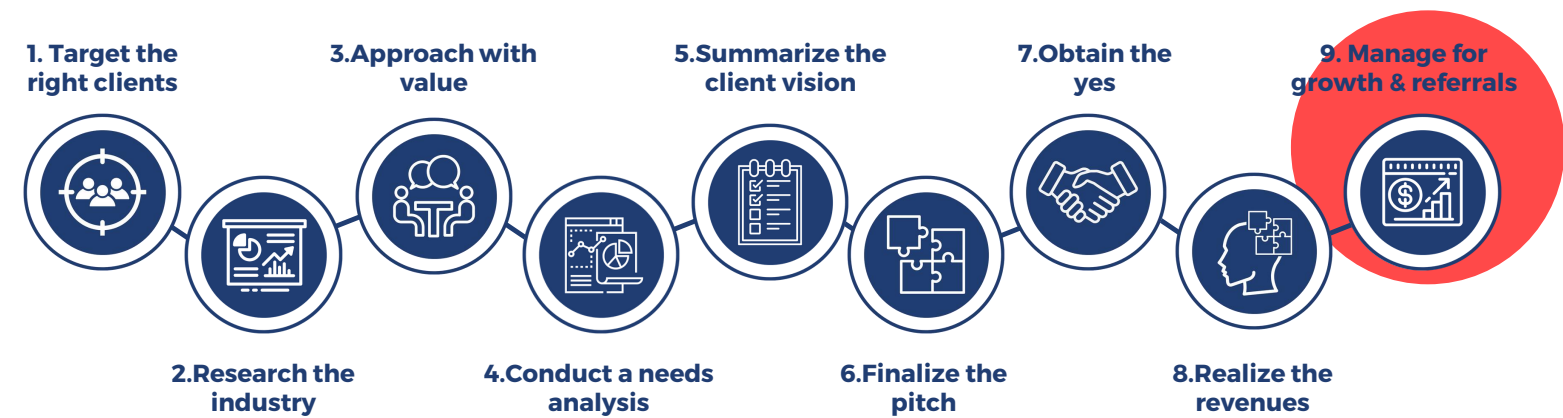 1. Target the
right clients
2.Research the
industry
3.Approach with
value
4.Conduct a needs
analysis
5.Summarize the
client vision
6.Finalize the
pitch
7.Obtain the
yes
8.Realize the
revenues
9. Manage for
growth & referrals